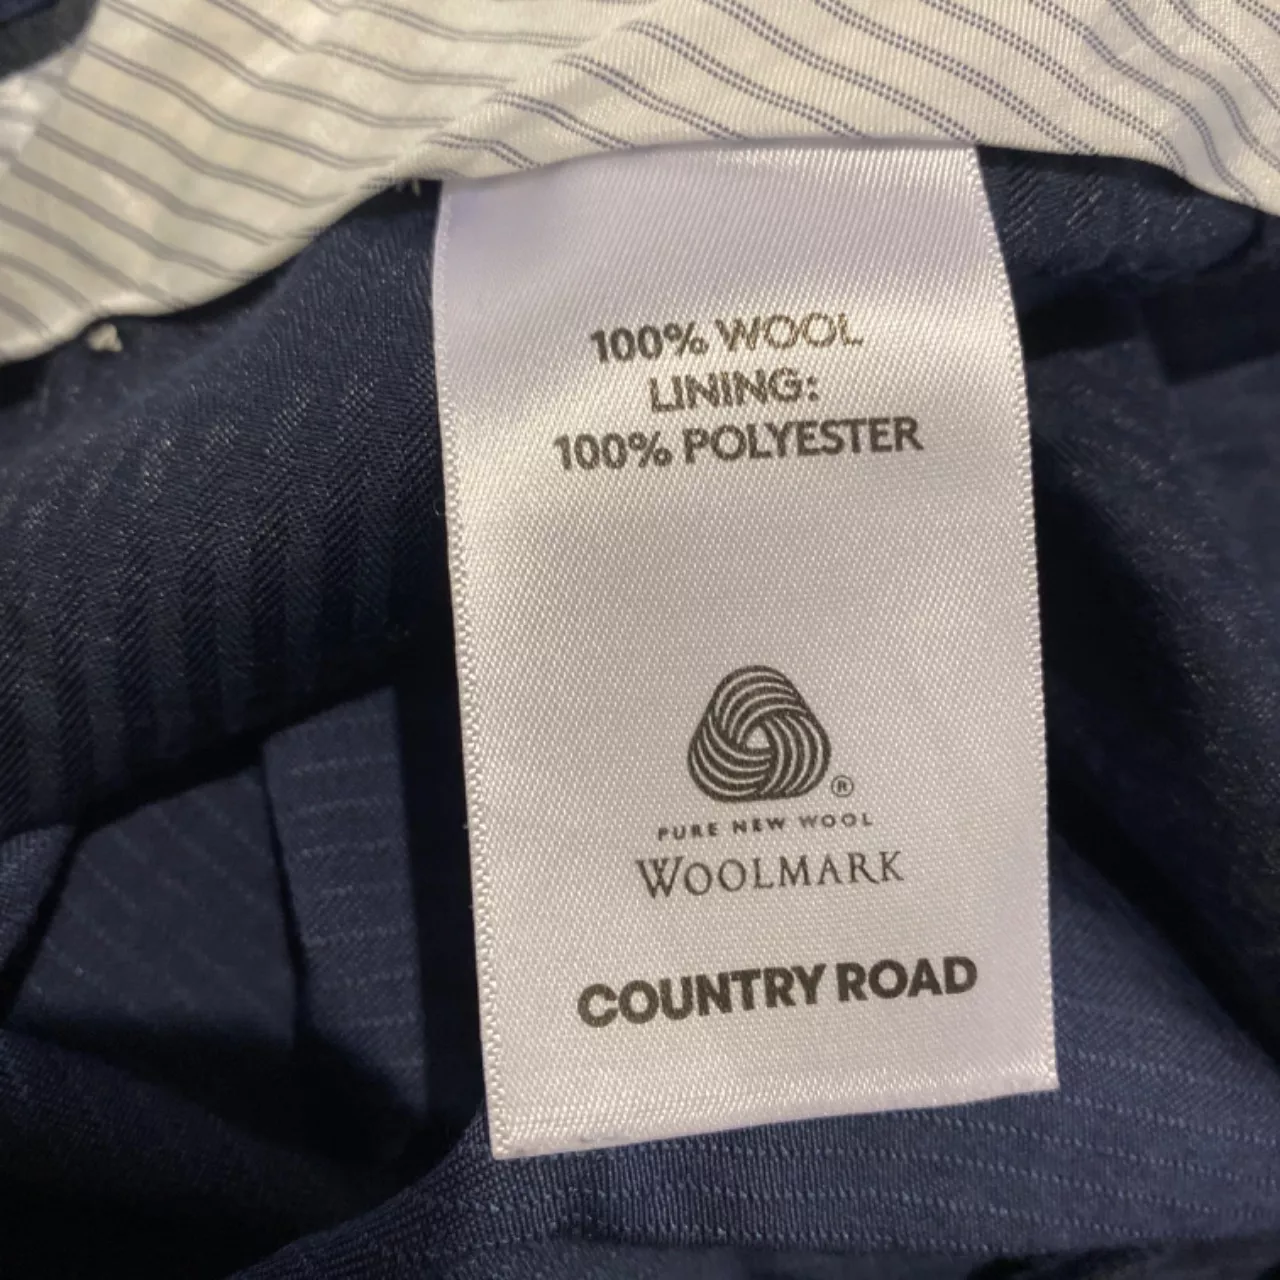 100% WOOL
LINING:
100% POLYESTER
®
PURE NEW WOOL
WOOLMARK
COUNTRY ROAD